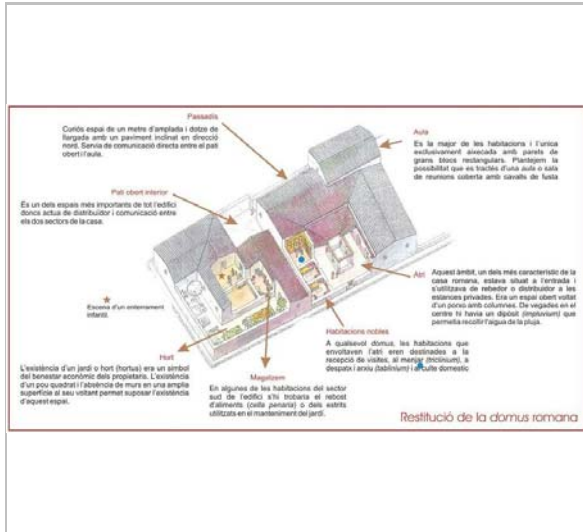 Passadís
Curiós espai de un metre d'amplada i dotze de
llargada amb un paviment inclinat en direcció
nord. Servia de comunicació directa entre el pati
obert i l'aula.
Aula
Es la major de les habitacions i l'unica
exclusivament aixecada amb parets de
grans blocs rectangulars. Plantejem la
possibilitat que es tractés d'una aula o sala
de reunions coberta amb cavalls de fusta
Pati obert interior
És un dels espais més importants de tot l'edifici
doncs actua de distribuïdor i comunicació entre
els dos sectors de la casa.
Atri
Aquest àmbit, un dels més característic de la
casa romana, estava situat a l'entrada i
s'utilitzava de rebedor o distribuïdor a les
estances privades. Era un espai obert voltat
d'un porxo amb columnes. De vegades en el
centre hi havia un dipòsit (impluvium) que
permetia recollir l'aigua de la pluja.
Escena d'un enterrament
infantil.
Habitacions nobles
A qualsevol domus, les habitacions que
envoltaven l'atri eren destinades a la
recepció de visites, al menjar (triclinium), a
despatx i arxiu (tablinium) i al culte domestic
Hort
L'existència d'un jardí o hort (hortus) era un símbol
del benestar econòmic dels propietaris. L'existència
d'un pou quadrat i l'absència de murs en una amplia
superfície al seu voltant permet suposar l'existència
d'aquest espai.
Magatzem
En algunes de les habitacions del sector
sud de l'edifici s'hi trobaria el rebost
d'aliments (cella penaria) o dels estrits
utilitzats en el manteniment del jardí.
Restitució de la domus romana